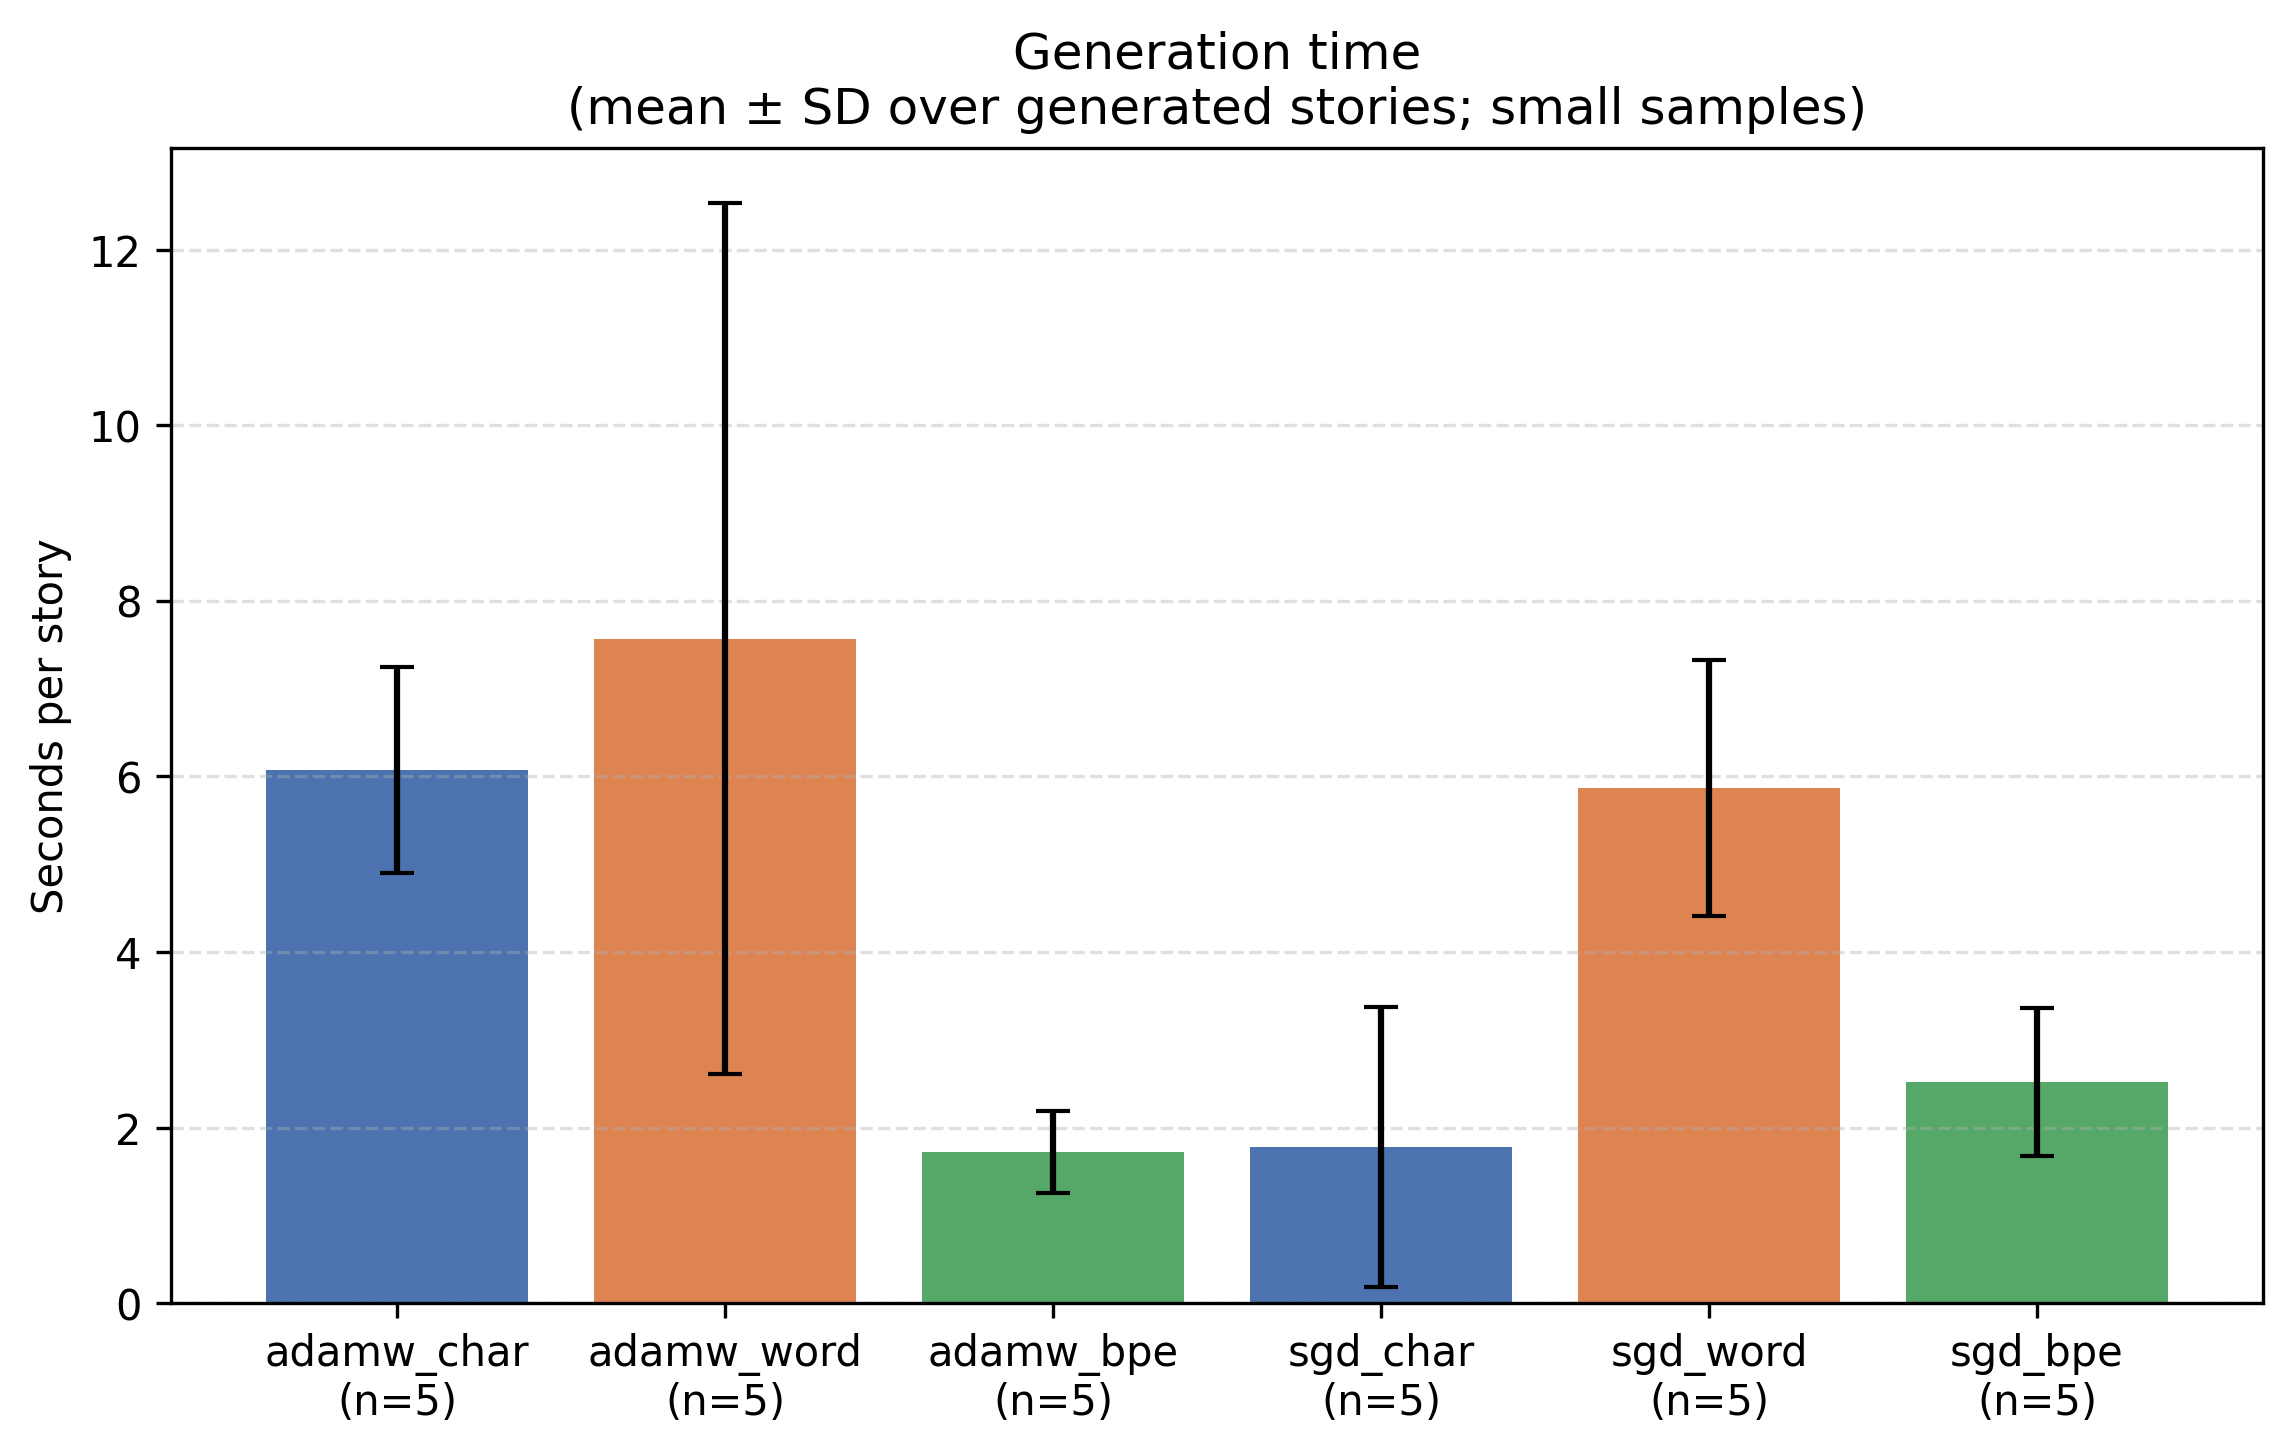 Generation time
(mean ± SD over generated stories; small samples)
Seconds per story
12
10
8
6
4
2
0
adamw_char
(n=5)
adamw_word
(n=5)
adamw_bpe
(n=5)
sgd_char
(n=5)
sgd_word
(n=5)
sgd_bpe
(n=5)